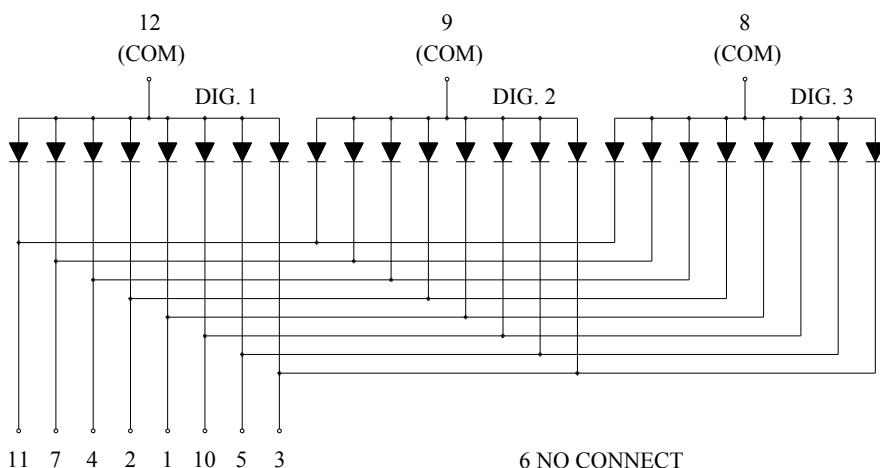 12 9 8
(COM) (COM) (COM)
DIG. 1 DIG. 2 DIG. 3
11 7 4 2 1 10 5 3 6 NO CONNECT